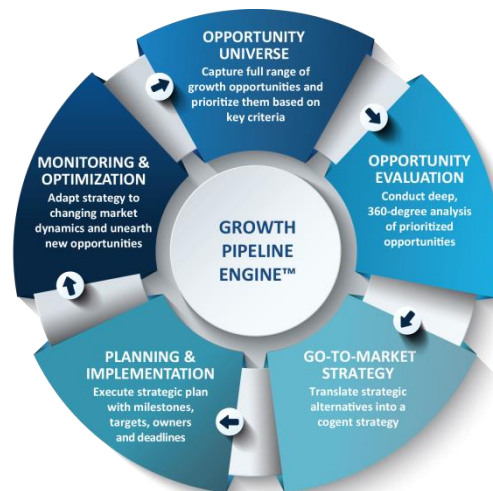 OPPORTUNITY
UNIVERSE
Capture full range of
growth opportunities and
prioritize them based on
key criteria
OPPORTUNITY
EVALUATION
Conduct deep,
360-degree analysis
of prioritized
opportunities
GO-TO-MARKET
STRATEGY
Translate strategic
alternatives into a
cogent strategy
PLANNING &
IMPLEMENTATION
Execute strategic plan
with milestones,
targets, owners
and deadlines
MONITORING &
OPTIMIZATION
Adapt strategy to
changing market
dynamics and unearth
new opportunities
GROWTH
PIPELINE
ENGINE™